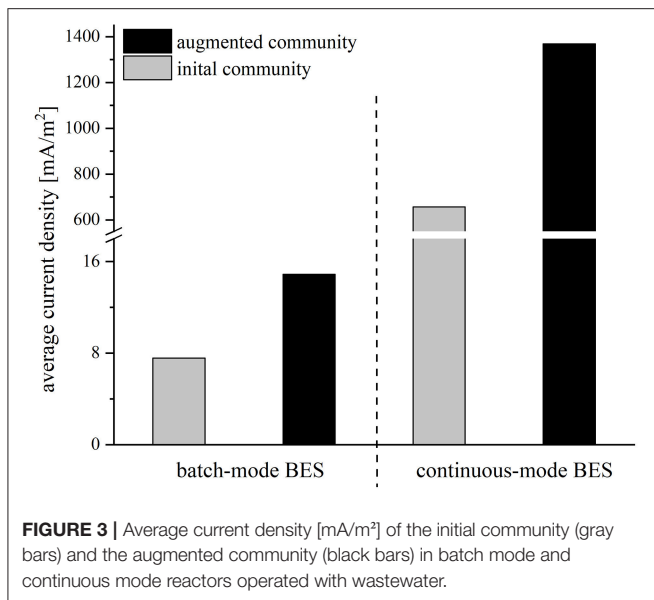 augmented community
inital community
average current density [mA/m²]
1400
1200
1000
800
600
16
8
0
batch-mode BES
continuous-mode BES
FIGURE 3 | Average current density [mA/m²] of the initial community (gray
bars) and the augmented community (black bars) in batch mode and
continuous mode reactors operated with wastewater.